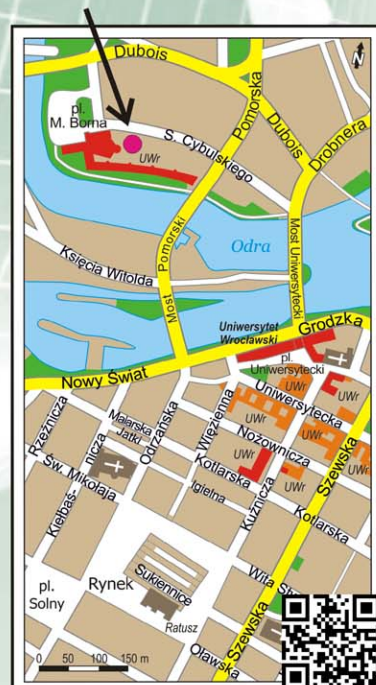 Dubois
N
pl.
M. Borna
Pomorska
Dubois
Drobnera
S. Cybulskiego
UWr
Odra
Most Pomorski
Most Uniwersytecki
Księcia Witolda
Uniwersytet
Wrocławski
Grodzka
pl.
Uniwersytecki
Nowy Świat
Uniwersytecka
UWr
UWr
Rzeźnicza
Malarska
Jatki
Odrzańska
Więzienna
Nożownicza
UWr
UWr
UWr
Szewska
Św. Mikołaja
Kiełbaśnicza
Kotlarska
Igielna
Kuźnicza
Kotlarska
Rynek
Sukiennice
pl.
Solny
Ratusz
Wita
Szewska
Oławska
0 50 100 150 m